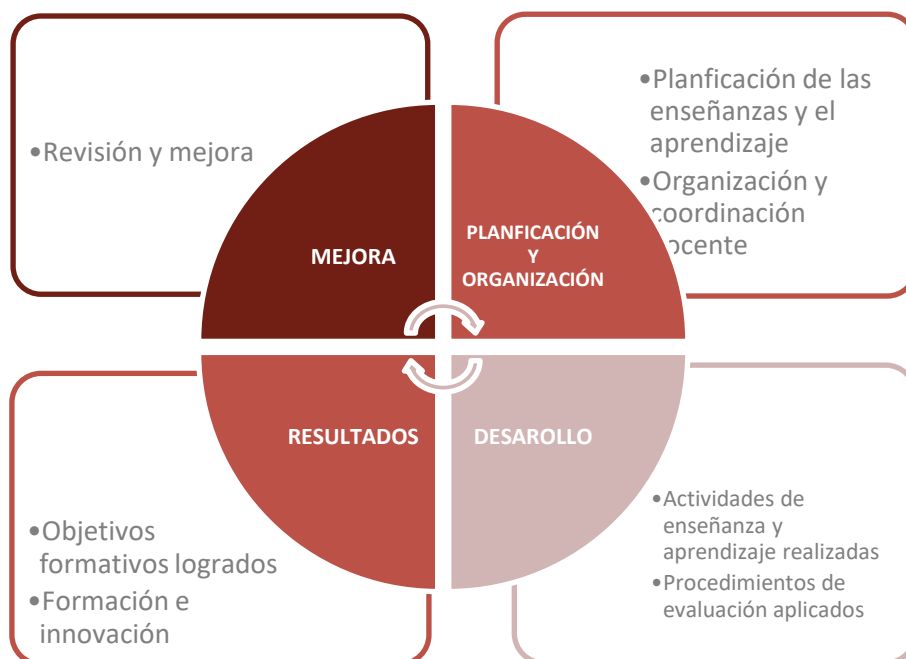 •Revisión y mejora
MEJORA
•Planficación de las
enseñanzas y el
aprendizaje
•Organización y
coordinación
ocente
PLANFICACIÓN
Y
ORGANIZACIÓN
RESULTADOS
•Objetivos
formativos logrados
•Formación e
innovación
DESAROLLO
•Actividades de
enseñanza y
aprendizaje realizadas
•Procedimientos de
evaluación aplicados